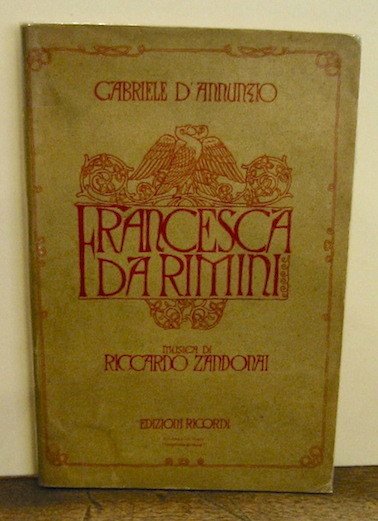 GABRIELE D'ANNUNZIO
FRANCESCA
DA RIMINI
MUSICA DI
RICCARDO ZANDONAI
EDIZIONI RICORDI